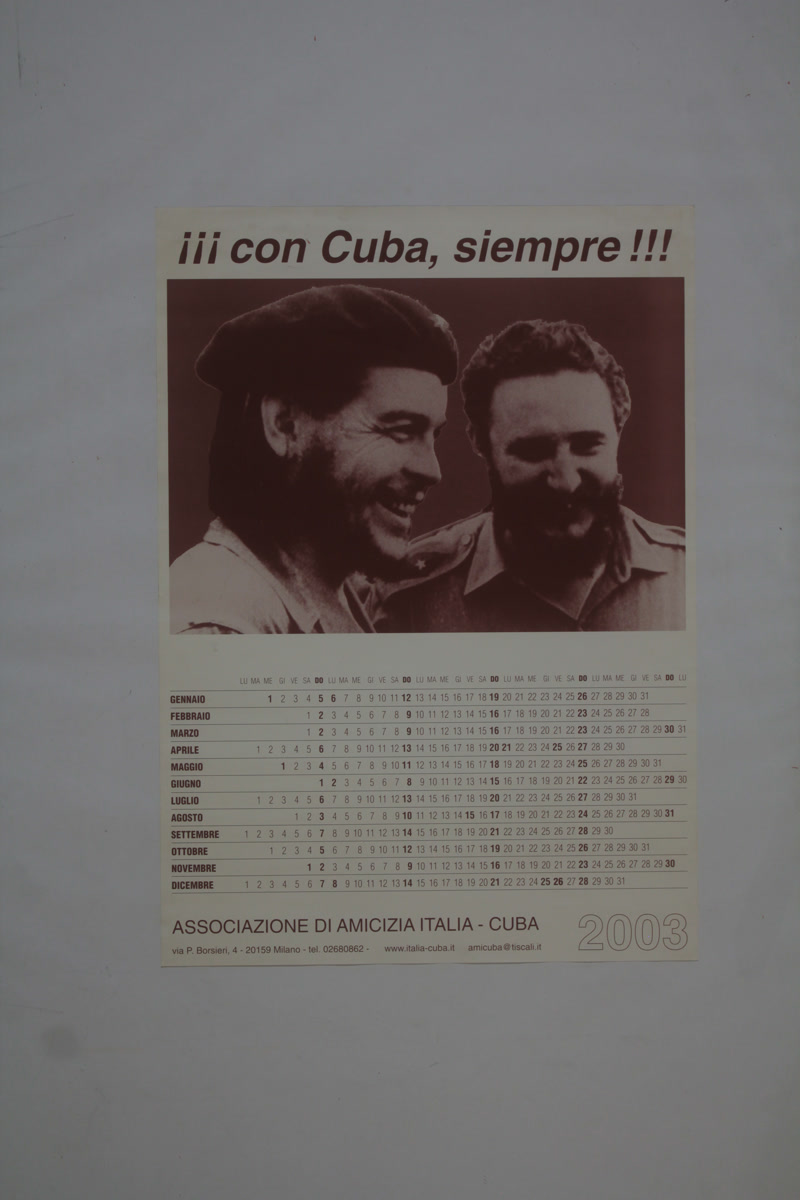 ¡¡¡ con Cuba, siempre !!!
LU MA ME GI VE SA DO LU MA ME GI VE SA DO LU MA ME GI VE SA DO LU MA ME GI VE SA DO LU MA ME GI VE SA DO LU
GENNAIO 1 2 3 4 5 6 7 8 9 10 11 12 13 14 15 16 17 18 19 20 21 22 23 24 25 26 27 28 29 30 31
FEBBRAIO 1 2 3 4 5 6 7 8 9 10 11 12 13 14 15 16 17 18 19 20 21 22 23 24 25 26 27 28
MARZO 1 2 3 4 5 6 7 8 9 10 11 12 13 14 15 16 17 18 19 20 21 22 23 24 25 26 27 28 29 30 31
APRILE 1 2 3 4 5 6 7 8 9 10 11 12 13 14 15 16 17 18 19 20 21 22 23 24 25 26 27 28 29 30
MAGGIO 1 2 3 4 5 6 7 8 9 10 11 12 13 14 15 16 17 18 19 20 21 22 23 24 25 26 27 28 29 30 31
GIUGNO 1 2 3 4 5 6 7 8 9 10 11 12 13 14 15 16 17 18 19 20 21 22 23 24 25 26 27 28 29 30
LUGLIO 1 2 3 4 5 6 7 8 9 10 11 12 13 14 15 16 17 18 19 20 21 22 23 24 25 26 27 28 29 30 31
AGOSTO 1 2 3 4 5 6 7 8 9 10 11 12 13 14 15 16 17 18 19 20 21 22 23 24 25 26 27 28 29 30 31
SETTEMBRE 1 2 3 4 5 6 7 8 9 10 11 12 13 14 15 16 17 18 19 20 21 22 23 24 25 26 27 28 29 30
OTTOBRE 1 2 3 4 5 6 7 8 9 10 11 12 13 14 15 16 17 18 19 20 21 22 23 24 25 26 27 28 29 30 31
NOVEMBRE 1 2 3 4 5 6 7 8 9 10 11 12 13 14 15 16 17 18 19 20 21 22 23 24 25 26 27 28 29 30
DICEMBRE 1 2 3 4 5 6 7 8 9 10 11 12 13 14 15 16 17 18 19 20 21 22 23 24 25 26 27 28 29 30 31
ASSOCIAZIONE DI AMICIZIA ITALIA - CUBA
2003
via P. Borsieri, 4 - 20159 Milano - tel. 02680862 - www.italia-cuba.it amicuba@tiscali.it